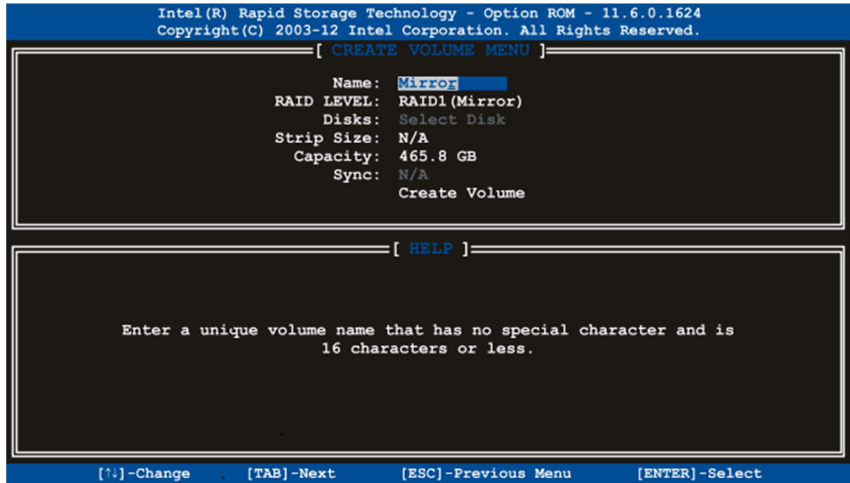 Intel(R) Rapid Storage Technology - Option ROM - 11.6.0.1624
Copyright(C) 2003-12 Intel Corporation. All Rights Reserved.
[ CREATE VOLUME MENU ]
Name: Mirror
RAID LEVEL: RAID1(Mirror)
Disks: Select Disk
Strip Size: N/A
Capacity: 465.8 GB
Sync: N/A
Create Volume
[ HELP ]
Enter a unique volume name that has no special character and is
16 characters or less.
[↑↓]-Change [TAB]-Next [ESC]-Previous Menu [ENTER]-Select